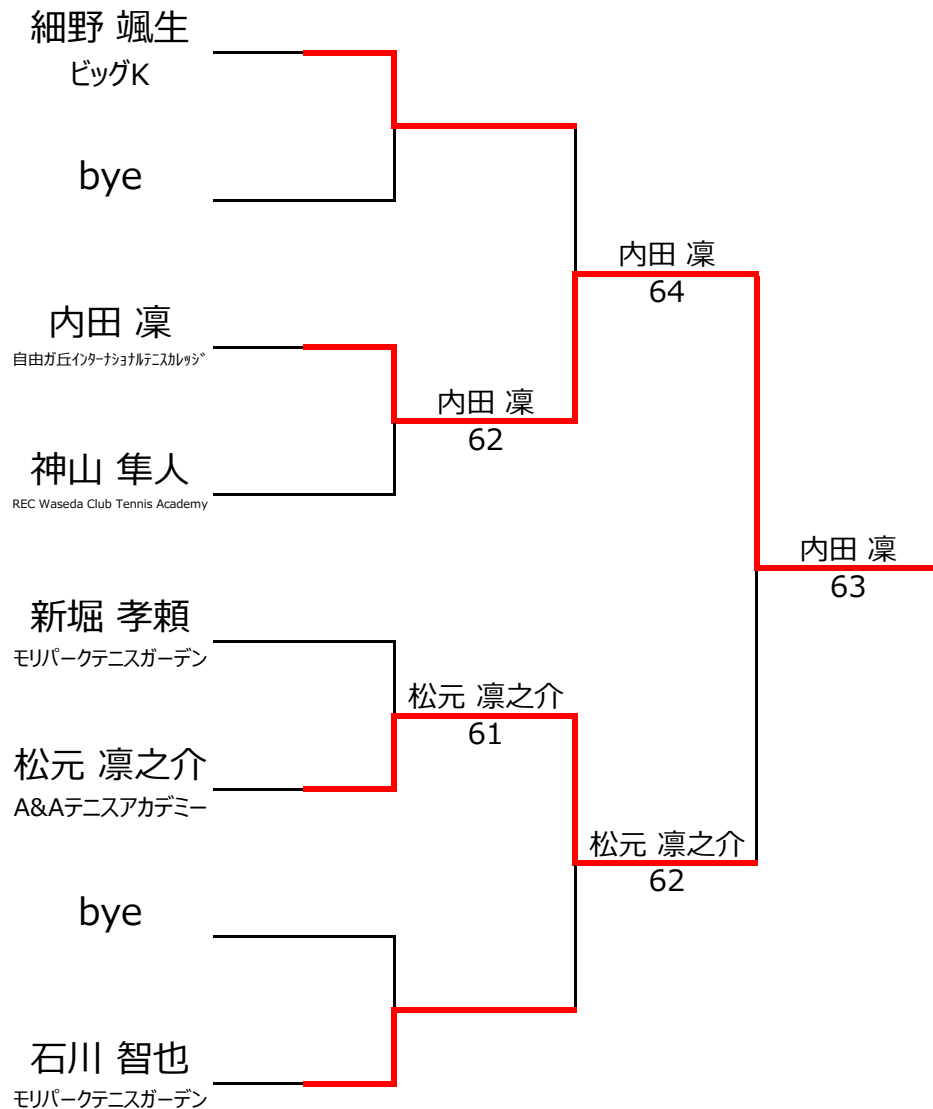 細野 颯生
ビッグK
bye
内田 凜
自由ガ丘インターナショナルテニスカレッジ
神山 隼人
REC Waseda Club Tennis Academy
新堀 孝頼
モリパークテニスガーデン
松元 凛之介
A&Aテニスアカデミー
bye
石川 智也
モリパークテニスガーデン
内田 凜
62
松元 凛之介
61
内田 凜
64
松元 凛之介
62
内田 凜
63